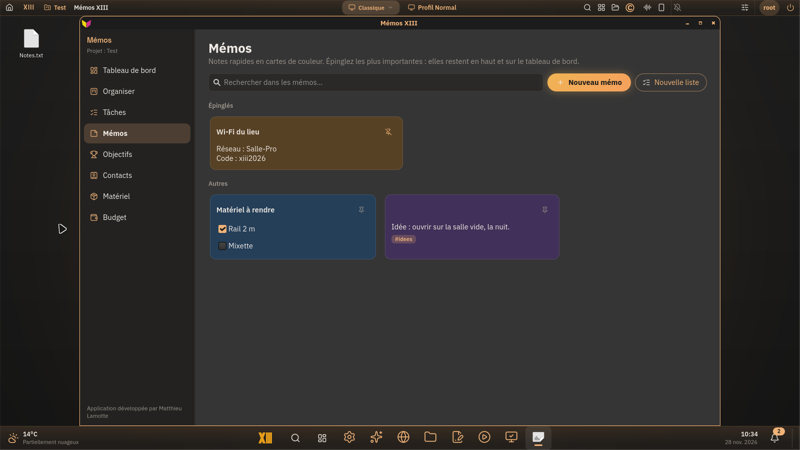 XIII
Test
Mémos XIII
Classique
Profil Normal
root
Notes.txt
Mémos XIII
Mémos
Projet : Test
Tableau de bord
Organiser
Tâches
Mémos
Objectifs
Contacts
Matériel
Budget
Application développée par Matthieu
Lamotte
Mémos
Notes rapides en cartes de couleur. Épinglez les plus importantes : elles restent en haut et sur le tableau de bord.
Rechercher dans les mémos...
Nouveau mémo
Nouvelle liste
Épinglés
Wi-Fi du lieu
Réseau : Salle-Pro
Code : xiii2026
Autres
Matériel à rendre
Rail 2 m
Mixette
Idée : ouvrir sur la salle vide, la nuit.
#idees
14°C
Partiellement nuageux
XIII
10:34
28 nov. 2026
2